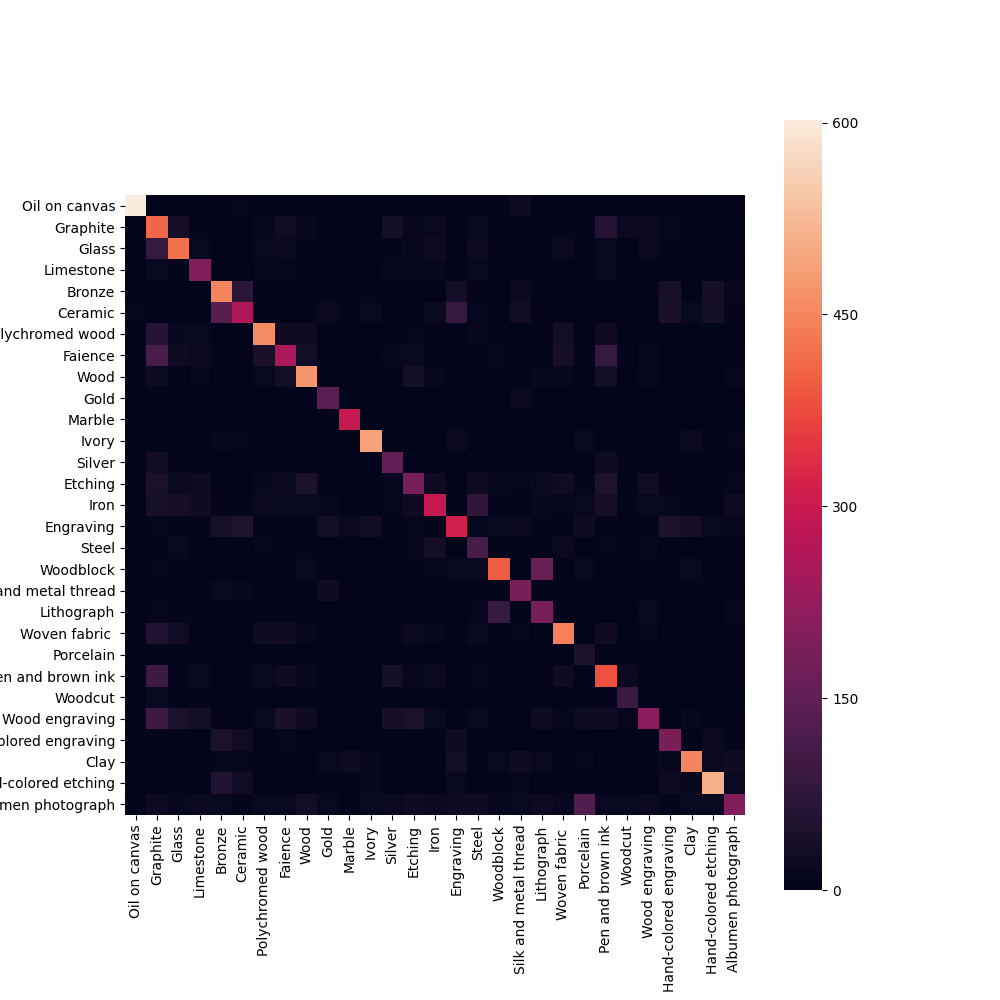 Oil on canvas
Graphite
Glass
Limestone
Bronze
Ceramic
lychromed wood
Faience
Wood
Gold
Marble
Ivory
Silver
Etching
Iron
Engraving
Steel
Woodblock
and metal thread
Lithograph
Woven fabric
Porcelain
en and brown ink
Woodcut
Wood engraving
olored engraving
Clay
l-colored etching
men photograph
Oil on canvas
Graphite
Glass
Limestone
Bronze
Ceramic
Polychromed wood
Faience
Wood
Gold
Marble
Ivory
Silver
Etching
Iron
Engraving
Steel
Woodblock
Silk and metal thread
Lithograph
Woven fabric
Porcelain
Pen and brown ink
Woodcut
Wood engraving
Hand-colored engraving
Clay
Hand-colored etching
Albumen photograph
600
450
300
150
0